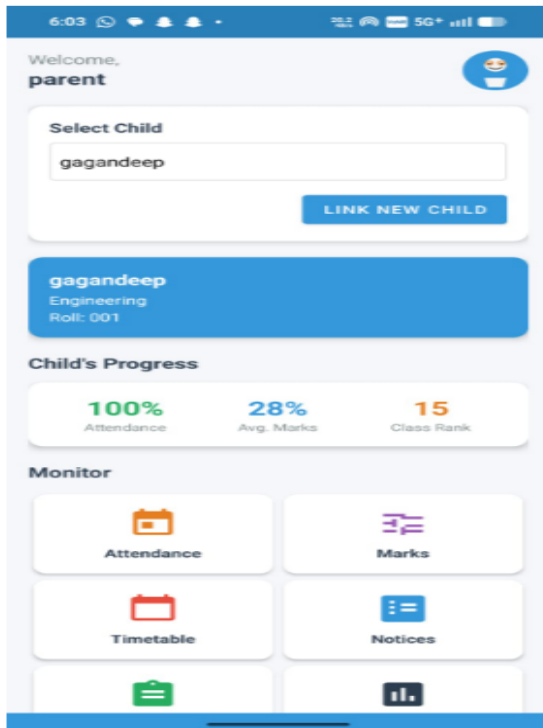 6:03 5G+
Welcome,
parent
Select Child
gagandeep
LINK NEW CHILD
gagandeep
Engineering
Roll: 001
Child's Progress
100% 28% 15
Attendance Avg. Marks Class Rank
Monitor
Attendance Marks
Timetable Notices